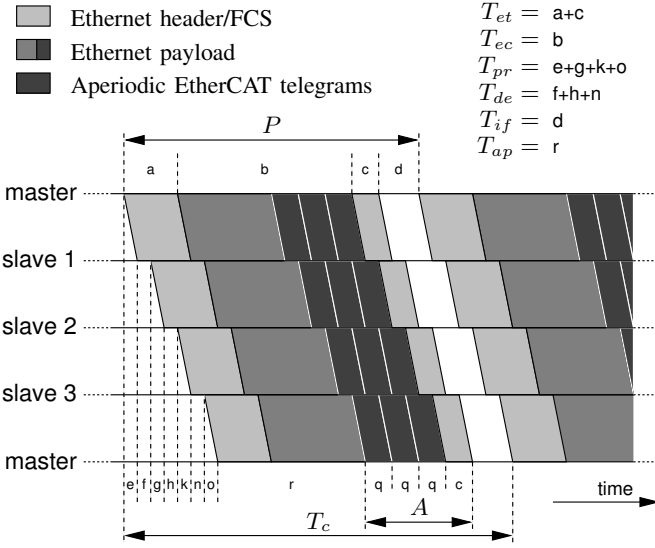 Ethernet header/FCS
Ethernet payload
Aperiodic EtherCAT telegrams
T_et = a+c
T_ec = b
T_pr = e+g+k+o
T_de = f+h+n
T_if = d
T_ap = r
P
a b c d
master
slave 1
slave 2
slave 3
master
e f g h k n o r q q q c
time
T_c A